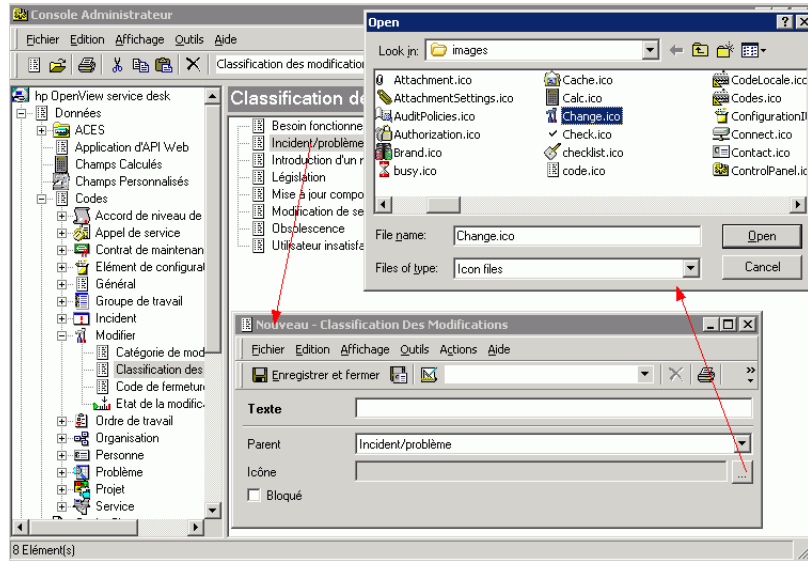 Console Administrateur
Fichier Edition Affichage Outils Aide
Classification des modification
hp OpenView service desk
Données
ACES
Application d'API Web
Champs Calculés
Champs Personnalisés
Codes
Accord de niveau de
Appel de service
Contrat de maintenan
Elément de configurat
Général
Groupe de travail
Incident
Modifier
Catégorie de mod
Classification des
Code de fermeture
Etat de la modific
Ordre de travail
Organisation
Personne
Problème
Projet
Service
8 Elément(s)
Classification de
Besoin fonctionne
Incident/problème
Introduction d'un n
Législation
Mise à jour compo
Modification de se
Obsolescence
Utilisateur insatisfa
Open
Look in: images
Attachment.ico
AttachmentSettings.ico
AuditPolicies.ico
Authorization.ico
Brand.ico
busy.ico
Cache.ico
Calc.ico
Change.ico
Check.ico
checklist.ico
code.ico
CodeLocale.ico
Codes.ico
ConfigurationI
Connect.ico
Contact.ico
ControlPanel.ic
File name: Change.ico Open
Files of type: Icon files Cancel
Nouveau - Classification Des Modifications
Fichier Edition Affichage Outils Actions Aide
Enregistrer et fermer
Texte
Parent Incident/problème
Icône ...
Bloqué